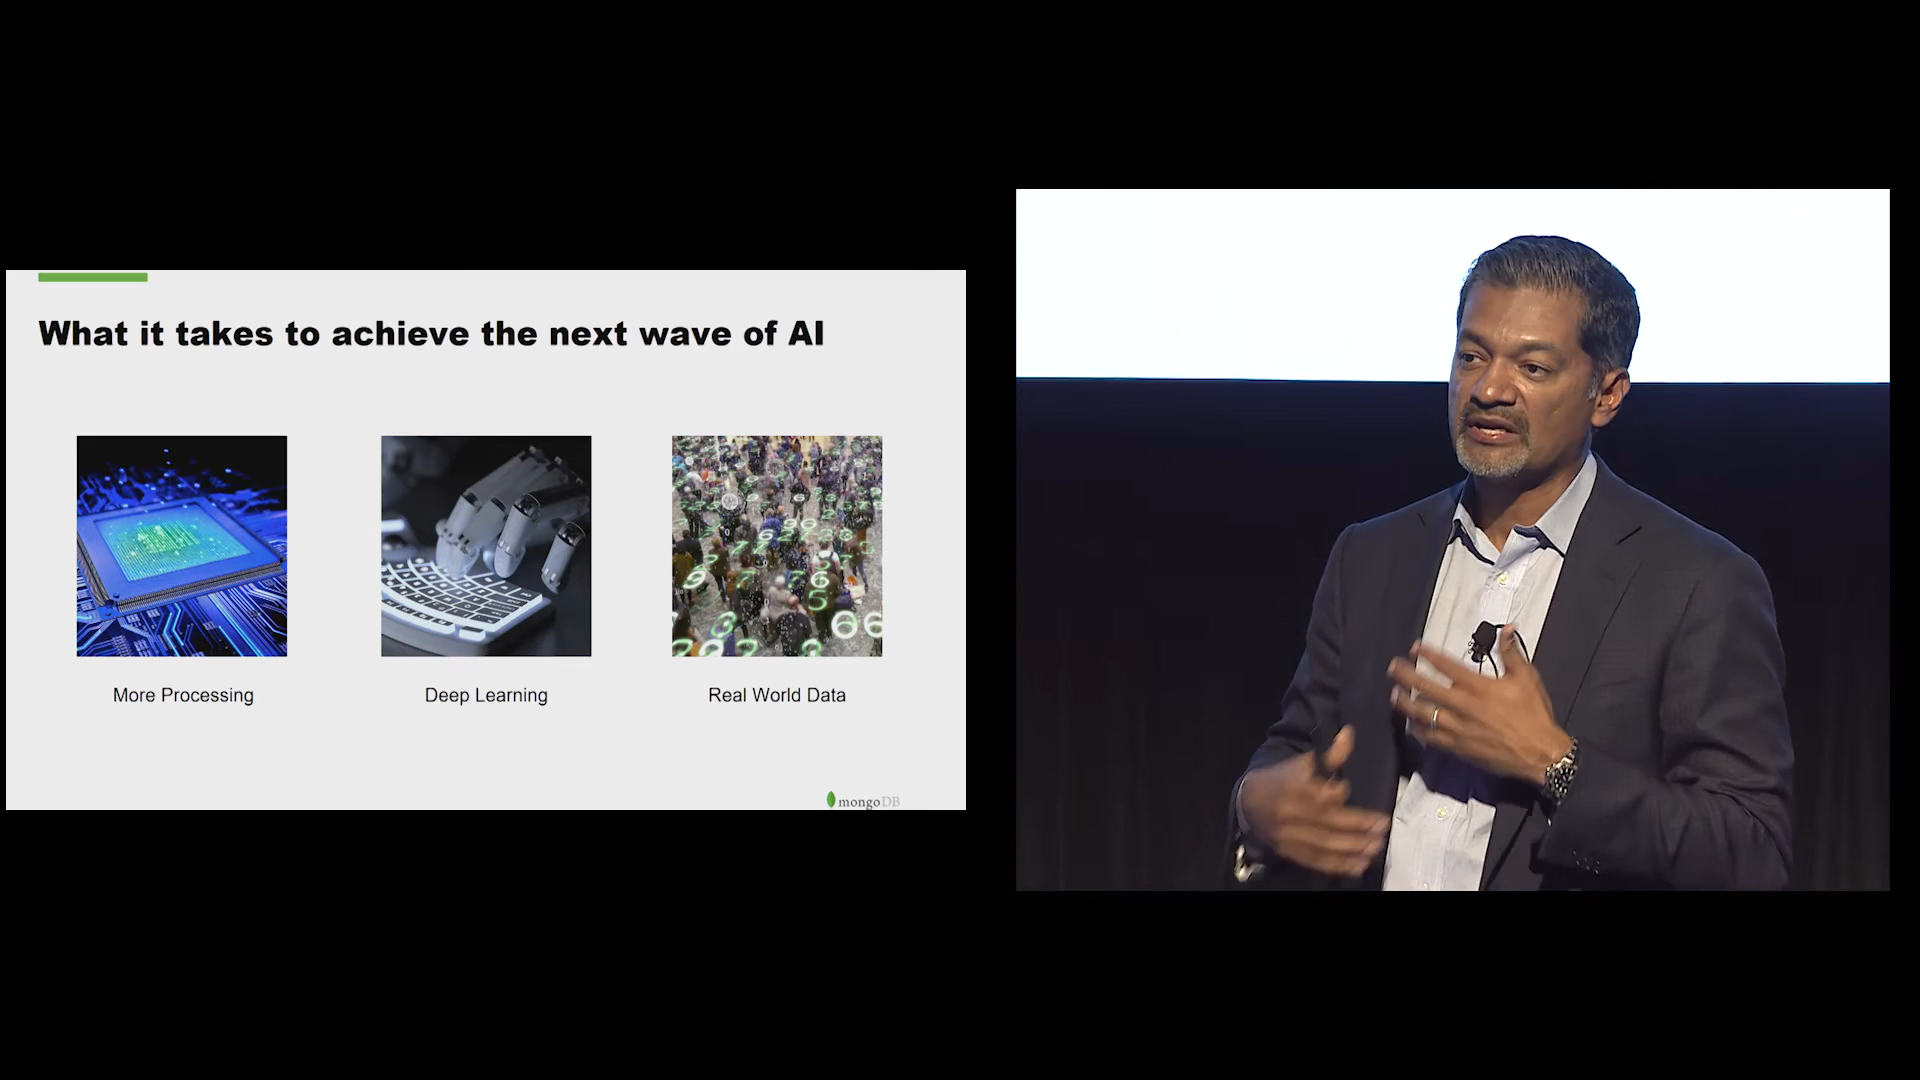 What it takes to achieve the next wave of AI
More Processing
Deep Learning
Real World Data
mongoDB